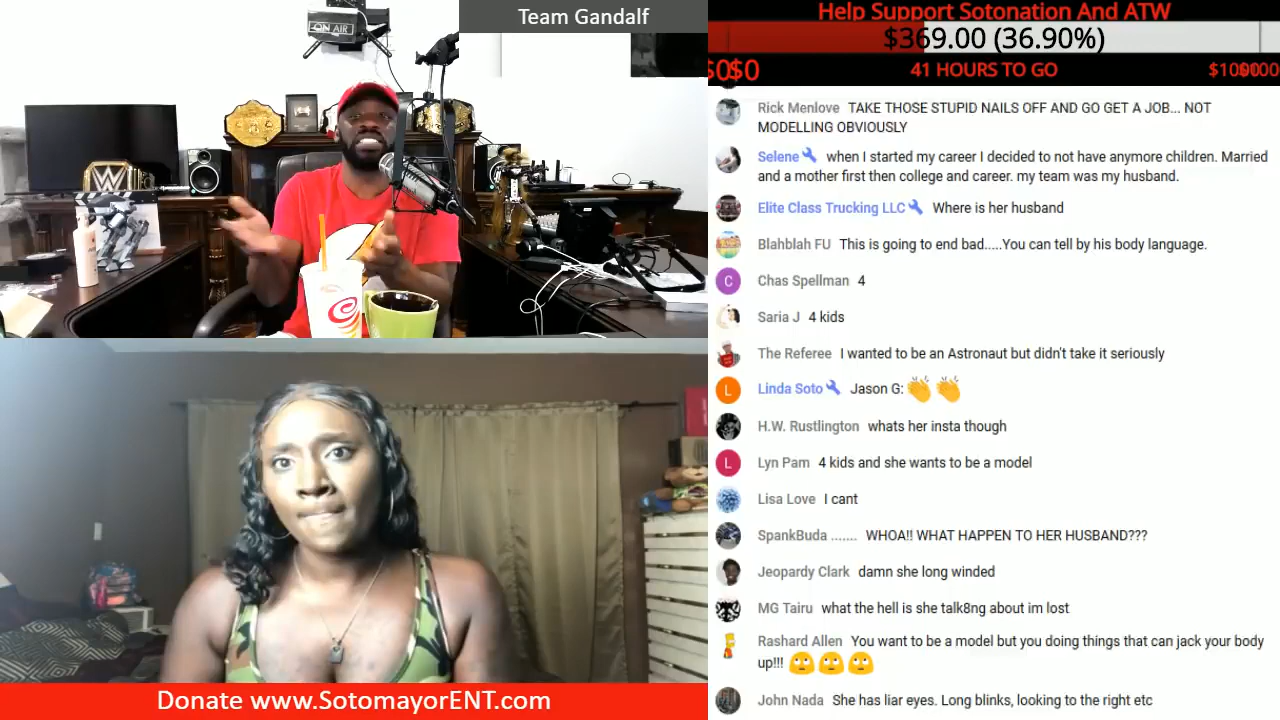 Team Gandalf
ON AIR
W
Donate www.SotomayorENT.com
Help Support Sotonation And ATW
$369.00 (36.90%)
$0$0
41 HOURS TO GO
Rick Menlove TAKE THOSE STUPID NAILS OFF AND GO GET A JOB... NOT
MODELLING OBVIOUSLY
Selene when I started my career I decided to not have anymore children. Married
and a mother first then college and career. my team was my husband.
Elite Class Trucking LLC Where is her husband
Blahblah FU This is going to end bad.....You can tell by his body language.
C
Chas Spellman 4
Saria J 4 kids
The Referee I wanted to be an Astronaut but didn't take it seriously
L
Linda Soto Jason G: 👏 👏
H.W. Rustlington whats her insta though
L
Lyn Pam 4 kids and she wants to be a model
Lisa Love I cant
SpankBuda ....... WHOA!! WHAT HAPPEN TO HER HUSBAND???
Jeopardy Clark damn she long winded
MG Tairu what the hell is she talk8ng about im lost
Rashard Allen You want to be a model but you doing things that can jack your body
up!!! 🙄 🙄 🙄
John Nada She has liar eyes. Long blinks, looking to the right etc